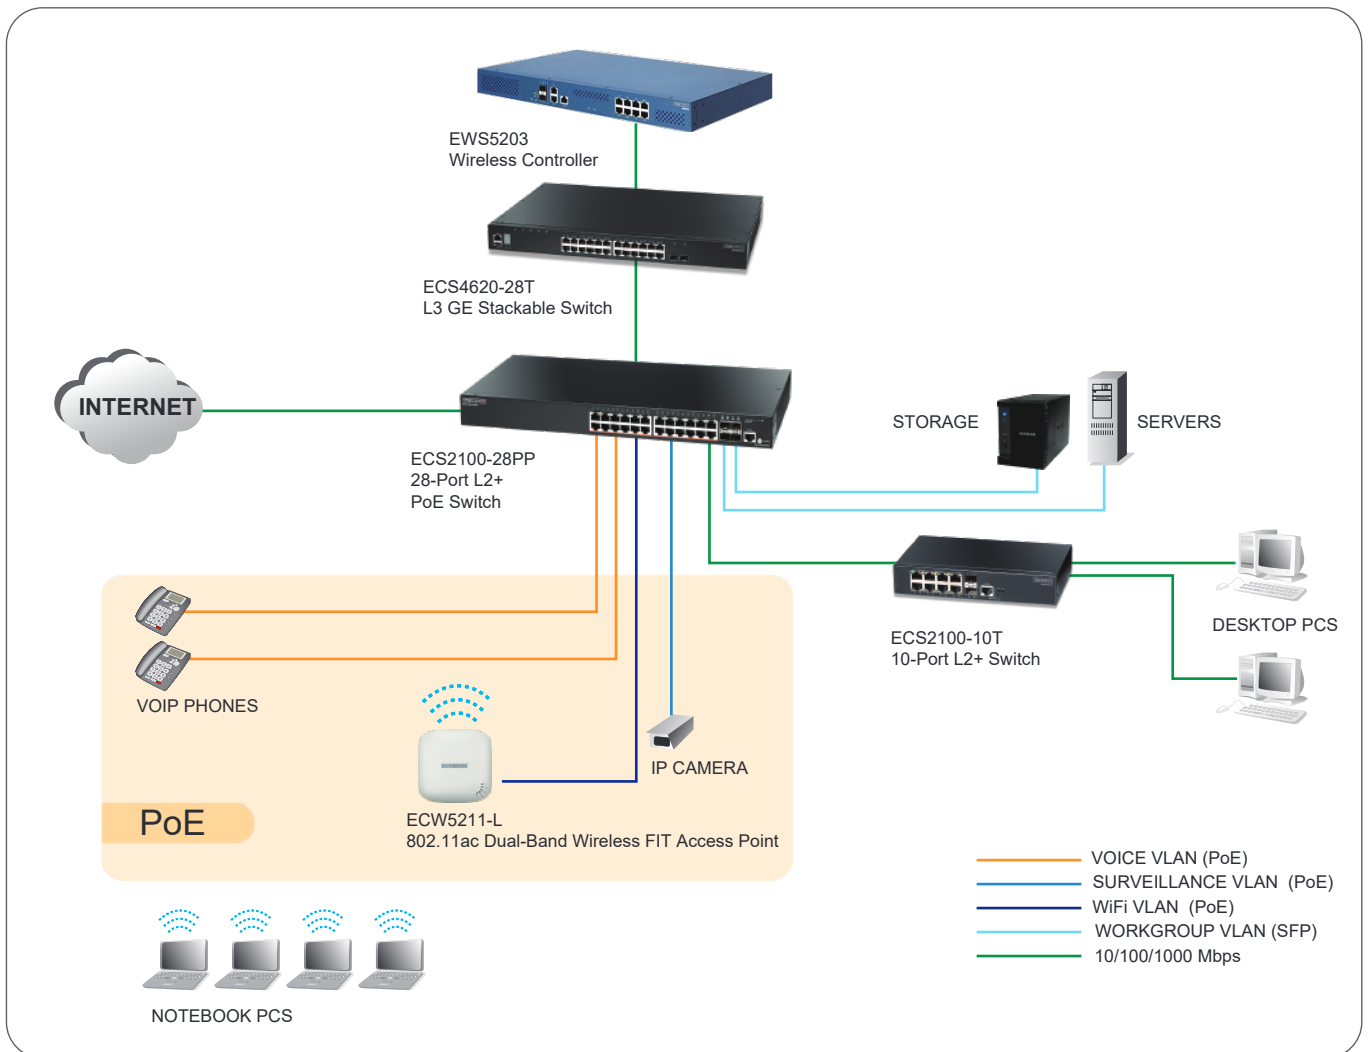 EWS5203
Wireless Controller
ECS4620-28T
L3 GE Stackable Switch
INTERNET
ECS2100-28PP
28-Port L2+
PoE Switch
STORAGE
SERVERS
ECS2100-10T
10-Port L2+ Switch
DESKTOP PCS
VOIP PHONES
IP CAMERA
ECW5211-L
802.11ac Dual-Band Wireless FIT Access Point
PoE
VOICE VLAN (PoE)
SURVEILLANCE VLAN (PoE)
WiFi VLAN (PoE)
WORKGROUP VLAN (SFP)
10/100/1000 Mbps
NOTEBOOK PCS